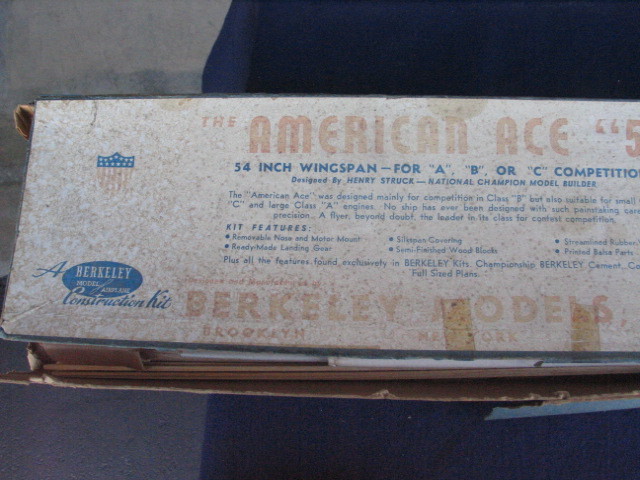 THE AMERICAN ACE "5
54 INCH WINGSPAN—FOR "A", "B", OR "C" COMPETITIO
Designed By HENRY STRUCK—NATIONAL CHAMPION MODEL BUILDER
The "American Ace" was designed mainly for competition in Class "B" but also suitable for small
"C" and large Class "A" engines. No ship has ever been designed with such painstaking car
precision. A flyer, beyond doubt, the leader in its class for contest competition.
KIT FEATURES:
• Removable Nose and Motor Mount • Silkspan Covering • Streamlined Rubber
• Ready-Made Landing Gear • Semi-Finished Wood Blocks • Printed Balsa Parts
Plus all the features found exclusively in BERKELEY Kits. Championship BERKELEY Cement, Co
Full Sized Plans.
A BERKELEY
MODEL AIRPLANE
Construction Kit
Designed and Manufactured by
BERKELEY MODELS,
BROOKLYN NEW YORK